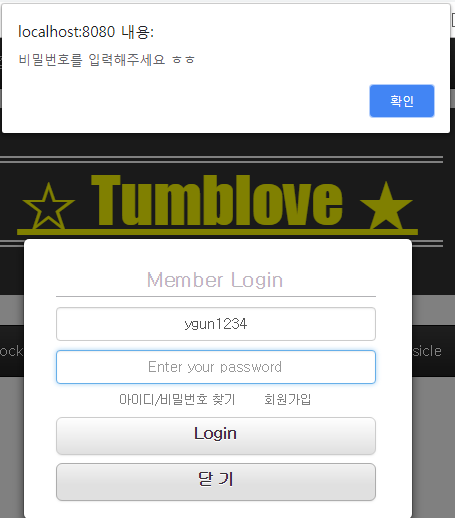 localhost:8080 내용:
비밀번호를 입력해주세요 ㅎㅎ
확인
☆ Tumblove ★
Member Login
ygun1234
Enter your password
아이디/비밀번호 찾기 회원가입
Login
닫 기